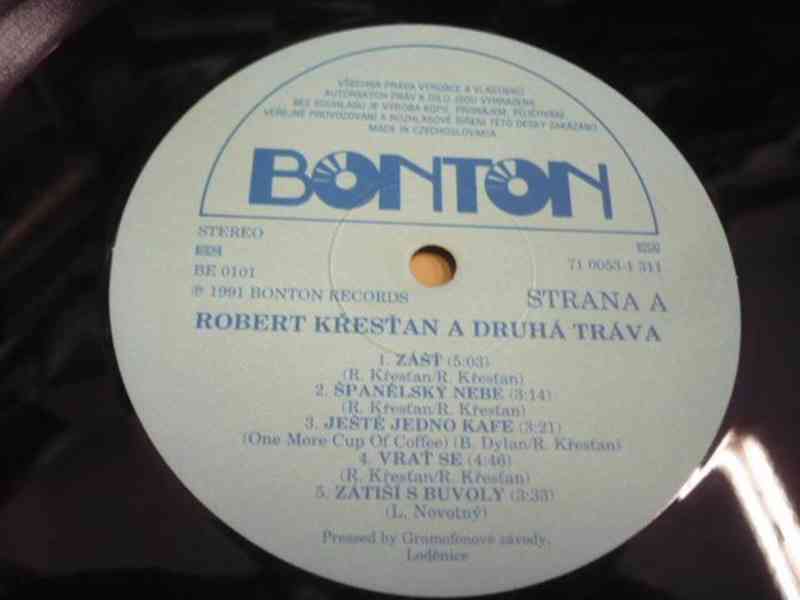 VŠECHNA PRÁVA VÝROBCE A VLASTNÍKŮ
AUTORSKÝCH PRÁV K DÍLU JSOU VYHRAZENA.
BEZ SOUHLASU JE VÝROBA KOPIÍ, PRONÁJEM, PŮJČOVÁNÍ,
VEŘEJNÉ PROVOZOVÁNÍ A ROZHLASOVÉ ŠÍŘENÍ TÉTO DESKY ZAKÁZÁNO
MADE IN CZECHOSLOVAKIA
BONTON
STEREO
BE 0101
71 0053-1 311
℗ 1991 BONTON RECORDS
STRANA A
ROBERT KŘESŤAN A DRUHÁ TRÁVA
1. ZÁŠŤ (5:03)
(R. Křesťan/R. Křesťan)
2. ŠPANĚLSKÝ NEBE (3:14)
(R. Křesťan/R. Křesťan)
3. JEŠTĚ JEDNO KAFE (3:21)
(One More Cup Of Coffee) (B. Dylan/R. Křesťan)
4. VRAŤ SE (4:46)
(R. Křesťan/R. Křesťan)
5. ZÁTIŠÍ S BUVOLY (3:33)
(L. Novotný)
Pressed by Gramofonové závody,
Loděnice